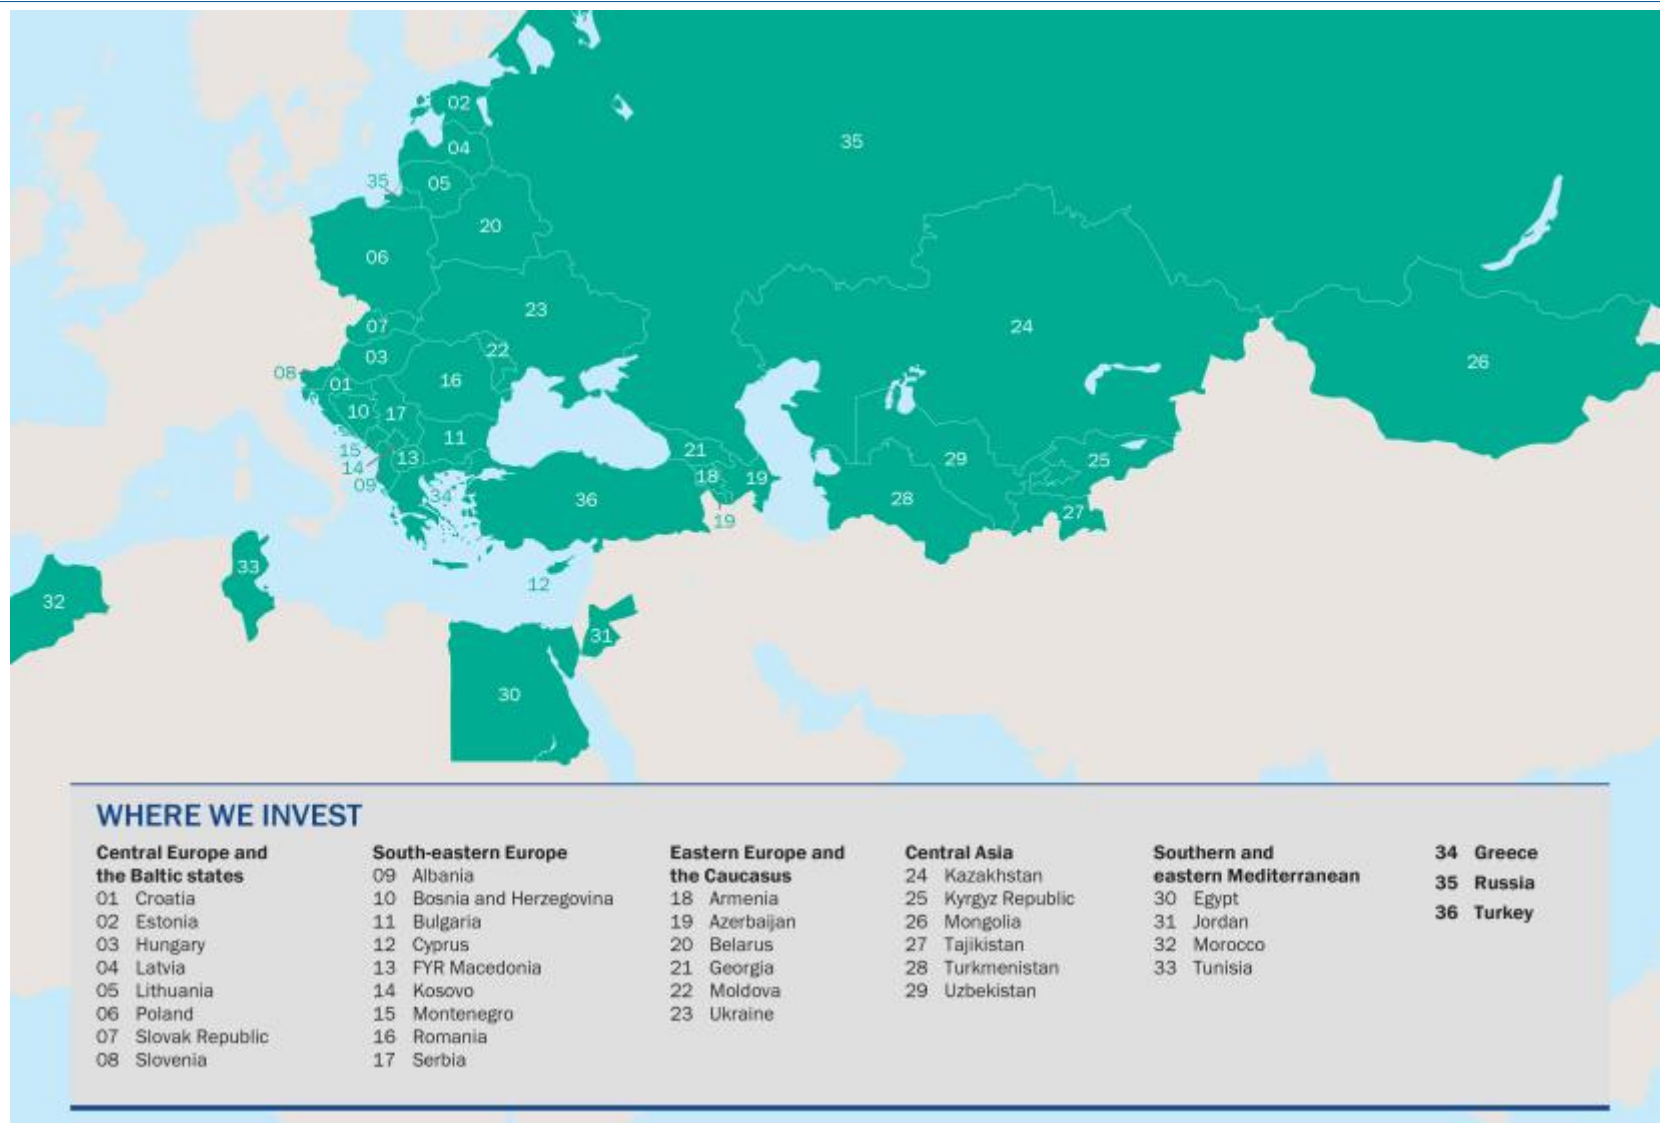 02
04
35
35
05
20
06
23
07
24
22
03
26
08
16
01
10
17
11
21
15
13
29
25
14
18
19
09
34
36
28
27
19
33
12
32
31
30
WHERE WE INVEST
Central Europe and
the Baltic states
01 Croatia
02 Estonia
03 Hungary
04 Latvia
05 Lithuania
06 Poland
07 Slovak Republic
08 Slovenia
South-eastern Europe
09 Albania
10 Bosnia and Herzegovina
11 Bulgaria
12 Cyprus
13 FYR Macedonia
14 Kosovo
15 Montenegro
16 Romania
17 Serbia
Eastern Europe and
the Caucasus
18 Armenia
19 Azerbaijan
20 Belarus
21 Georgia
22 Moldova
23 Ukraine
Central Asia
24 Kazakhstan
25 Kyrgyz Republic
26 Mongolia
27 Tajikistan
28 Turkmenistan
29 Uzbekistan
Southern and
eastern Mediterranean
30 Egypt
31 Jordan
32 Morocco
33 Tunisia
34 Greece
35 Russia
36 Turkey